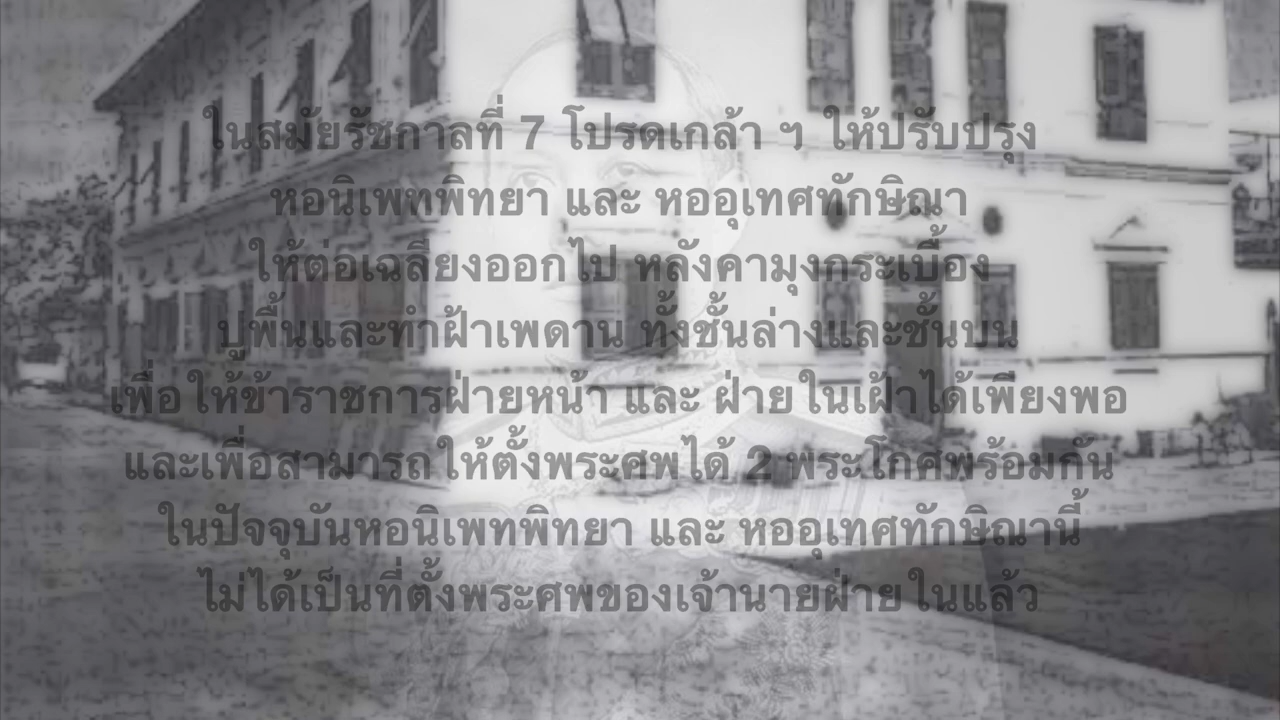 ในสมัยรัชกาลที่ 7 โปรดเกล้า ฯ ให้ปรับปรุง
หอนิเพทพิทยา และ หออุเทศทักษิณา
ให้ต่อเฉลียงออกไป หลังคามุงกระเบื้อง
ปูพื้นและทำฝ้าเพดาน ทั้งชั้นล่างและชั้นบน
เพื่อให้ข้าราชการฝ่ายหน้า และ ฝ่ายในเฝ้าได้เพียงพอ
และเพื่อสามารถให้ตั้งพระศพได้ 2 พระโกศพร้อมกัน
ในปัจจุบันหอนิเพทพิทยา และ หออุเทศทักษิณานี้
ไม่ได้เป็นที่ตั้งพระศพของเจ้านายฝ่ายในแล้ว